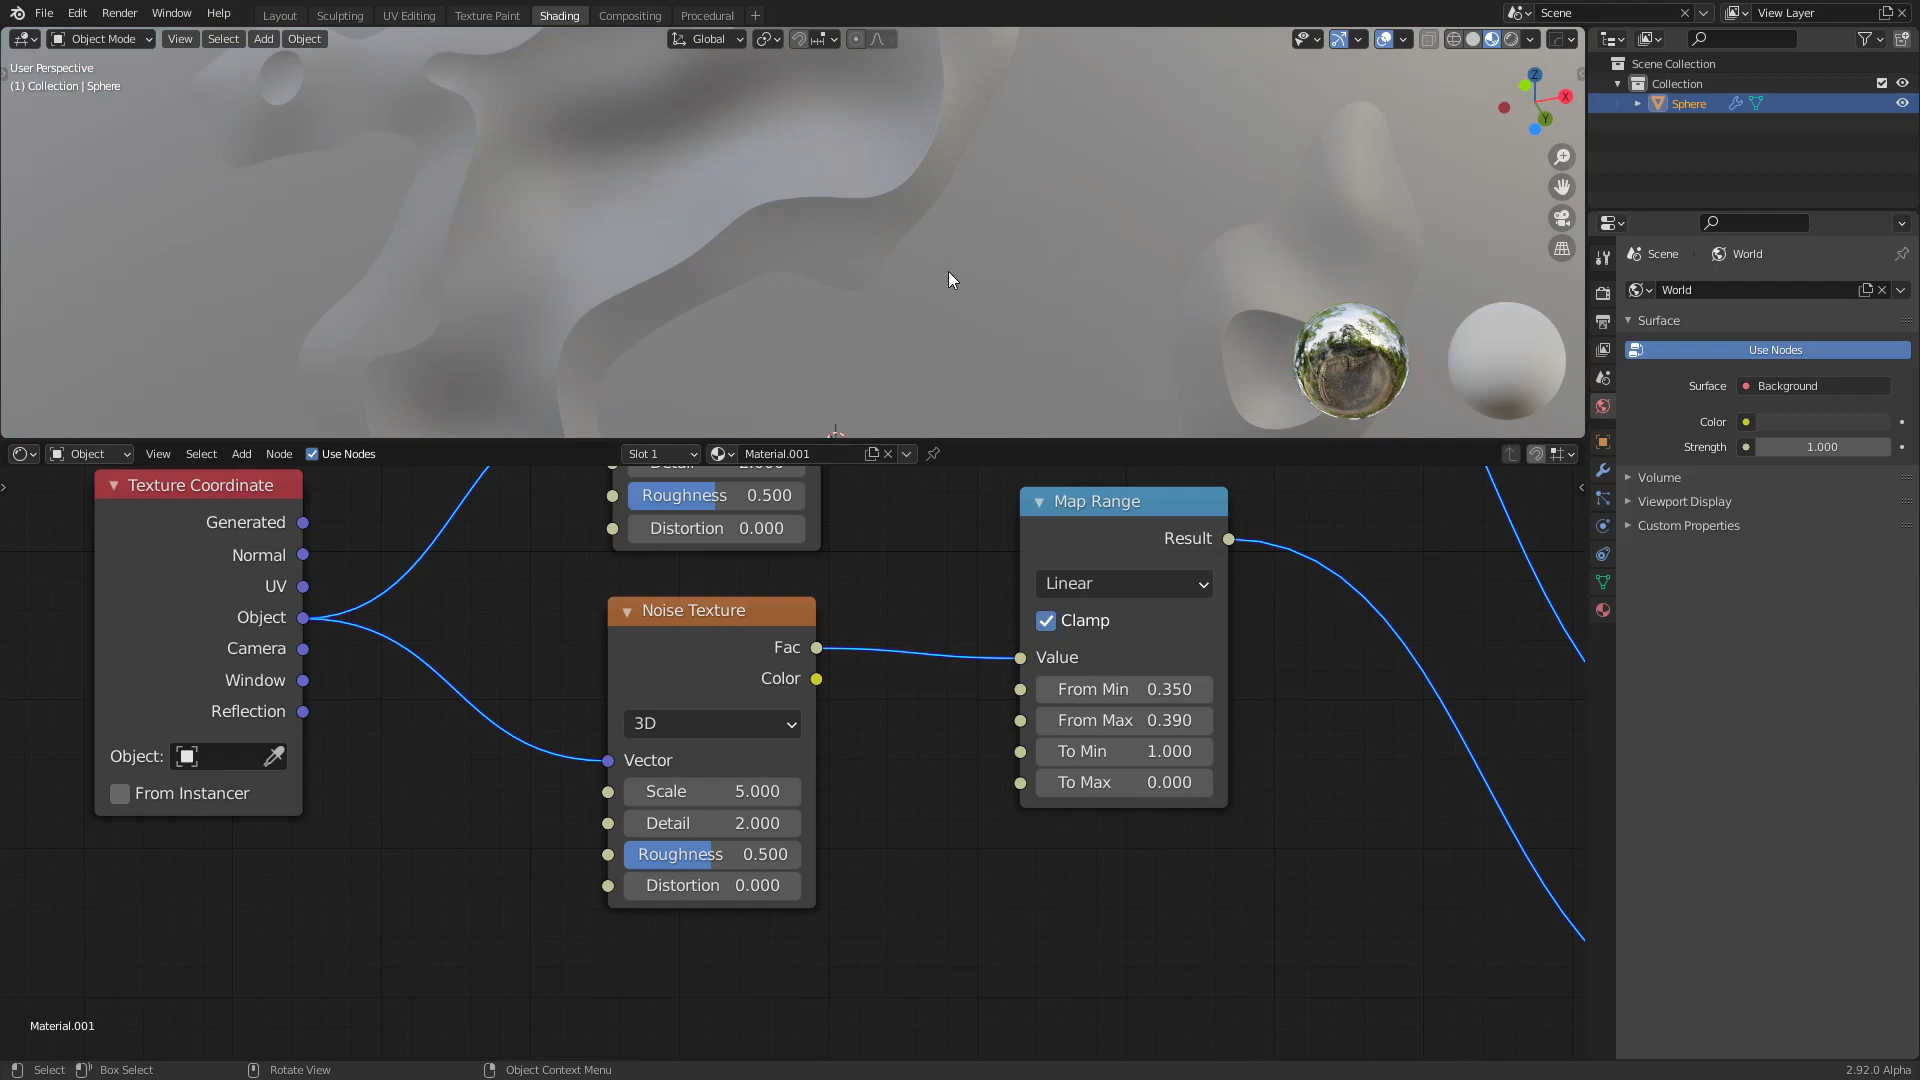 File Edit Render Window Help Layout Sculpting UV Editing Texture Paint Shading Compositing Procedural + Scene View Layer
Object Mode View Select Add Object Global
User Perspective
(1) Collection | Sphere
Z
X
Y
Scene Collection
Collection
Sphere
Scene World
World
Surface
Use Nodes
Surface Background
Color
Strength 1.000
Volume
Viewport Display
Custom Properties
Object View Select Add Node Use Nodes Slot 1 Material.001
Texture Coordinate
Generated
Normal
UV
Object
Camera
Window
Reflection
Object:
From Instancer
Roughness 0.500
Distortion 0.000
Noise Texture
Fac
Color
3D
Vector
Scale 5.000
Detail 2.000
Roughness 0.500
Distortion 0.000
Map Range
Result
Linear
Clamp
Value
From Min 0.350
From Max 0.390
To Min 1.000
To Max 0.000
Material.001
Select Box Select Rotate View Object Context Menu 2.92.0 Alpha